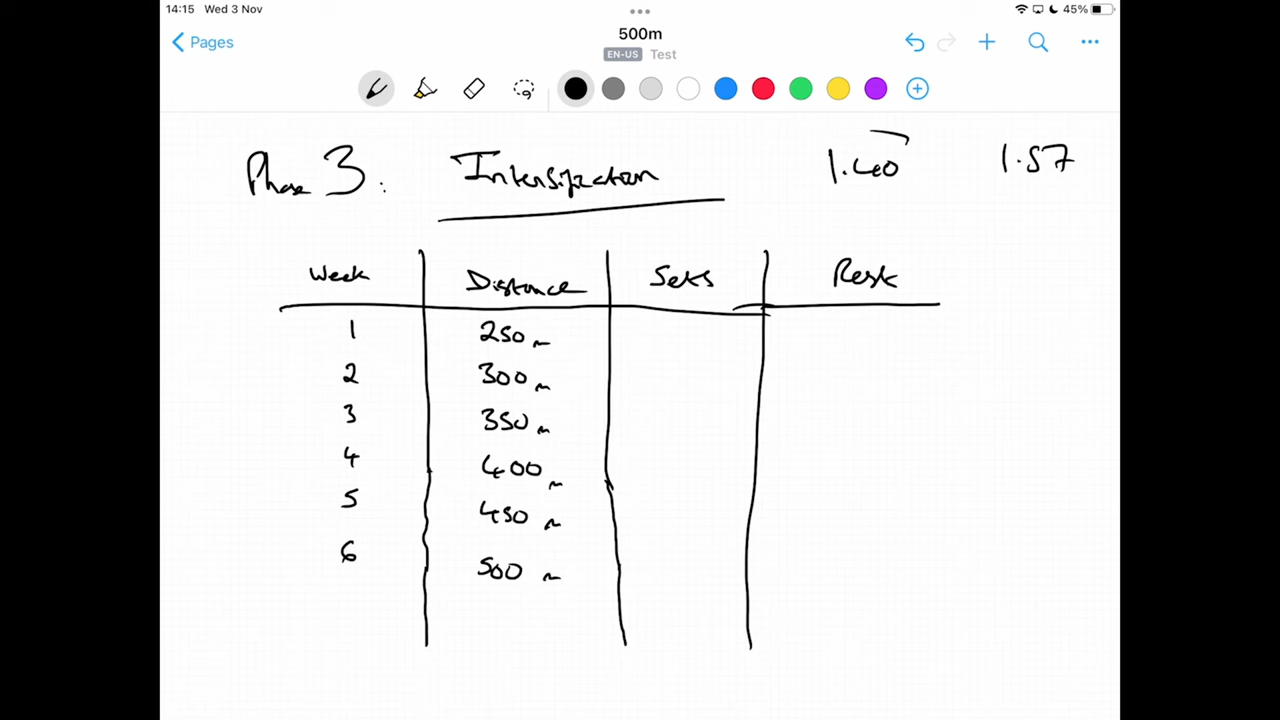 14:15 Wed 3 Nov
45%
Pages
500m
EN-US Test
Phase 3: Intensification 1.40 1.57
Week Distance Sets Rest
1 250m
2 300m
3 350m
4 400m
5 450m
6 500m